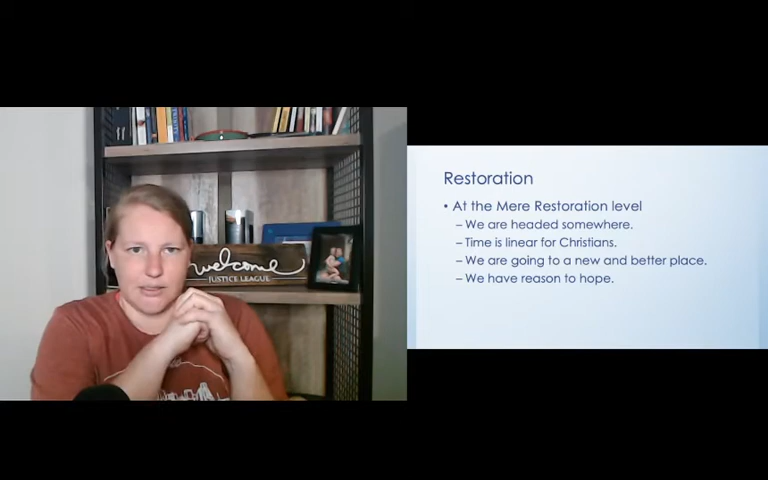 welcome
JUSTICE LEAGUE
Restoration
• At the Mere Restoration level
– We are headed somewhere.
– Time is linear for Christians.
– We are going to a new and better place.
– We have reason to hope.